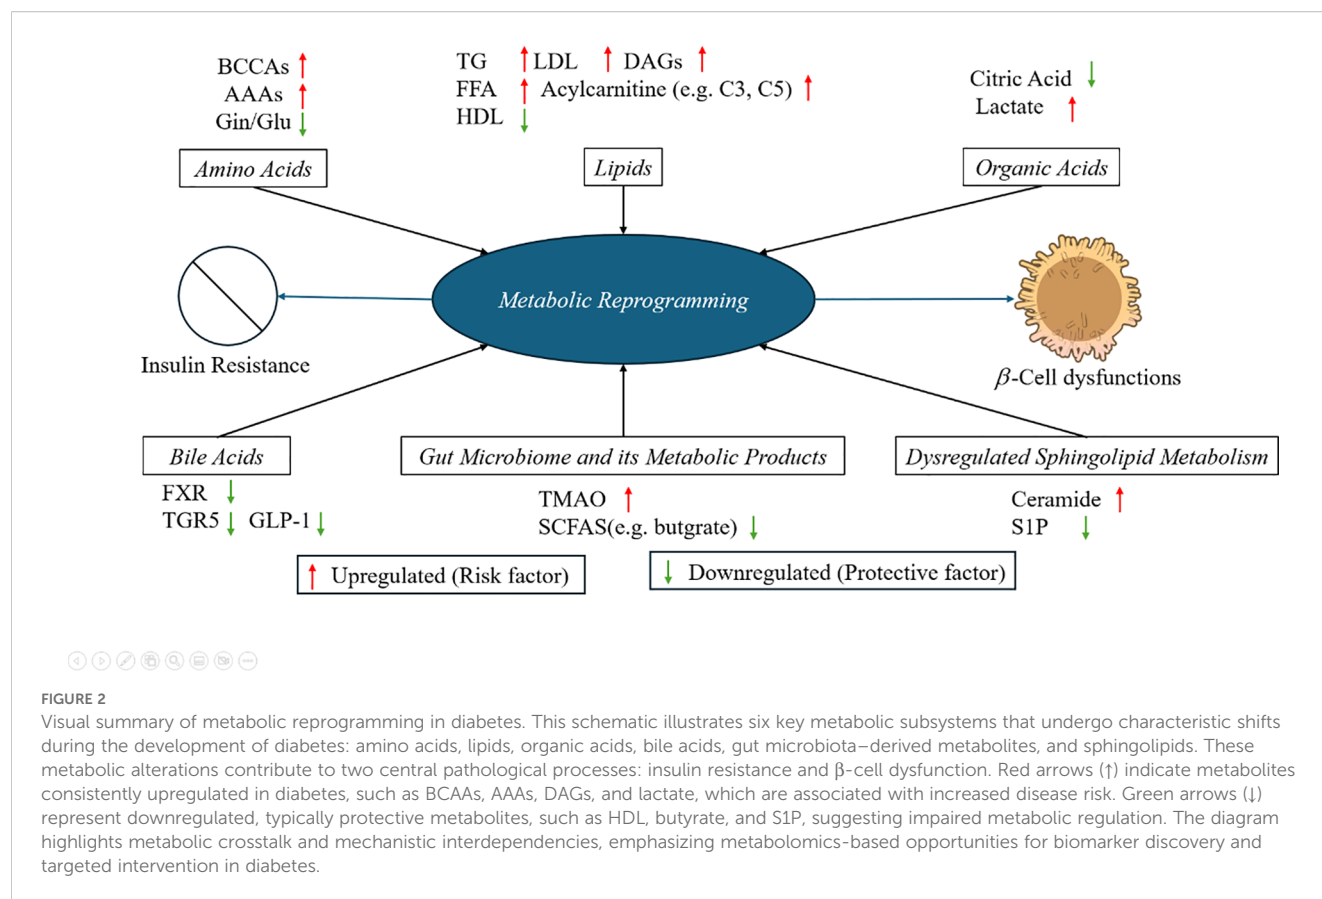 BCCAs ↑
AAAs ↑
Gin/Glu ↓
TG ↑ LDL ↑ DAGs ↑
FFA ↑ Acylcarnitine (e.g. C3, C5) ↑
HDL ↓
Citric Acid ↓
Lactate ↑
Amino Acids
Lipids
Organic Acids
Metabolic Reprogramming
Insulin Resistance
β-Cell dysfunctions
Bile Acids
Gut Microbiome and its Metabolic Products
Dysregulated Sphingolipid Metabolism
FXR ↓
TGR5 ↓ GLP-1 ↓
TMAO ↑
SCFAS(e.g. butgrate) ↓
Ceramide ↑
S1P ↓
↑ Upregulated (Risk factor)
↓ Downregulated (Protective factor)
FIGURE 2
Visual summary of metabolic reprogramming in diabetes. This schematic illustrates six key metabolic subsystems that undergo characteristic shifts
during the development of diabetes: amino acids, lipids, organic acids, bile acids, gut microbiota–derived metabolites, and sphingolipids. These
metabolic alterations contribute to two central pathological processes: insulin resistance and β-cell dysfunction. Red arrows (↑) indicate metabolites
consistently upregulated in diabetes, such as BCAAs, AAAs, DAGs, and lactate, which are associated with increased disease risk. Green arrows (↓)
represent downregulated, typically protective metabolites, such as HDL, butyrate, and S1P, suggesting impaired metabolic regulation. The diagram
highlights metabolic crosstalk and mechanistic interdependencies, emphasizing metabolomics-based opportunities for biomarker discovery and
targeted intervention in diabetes.